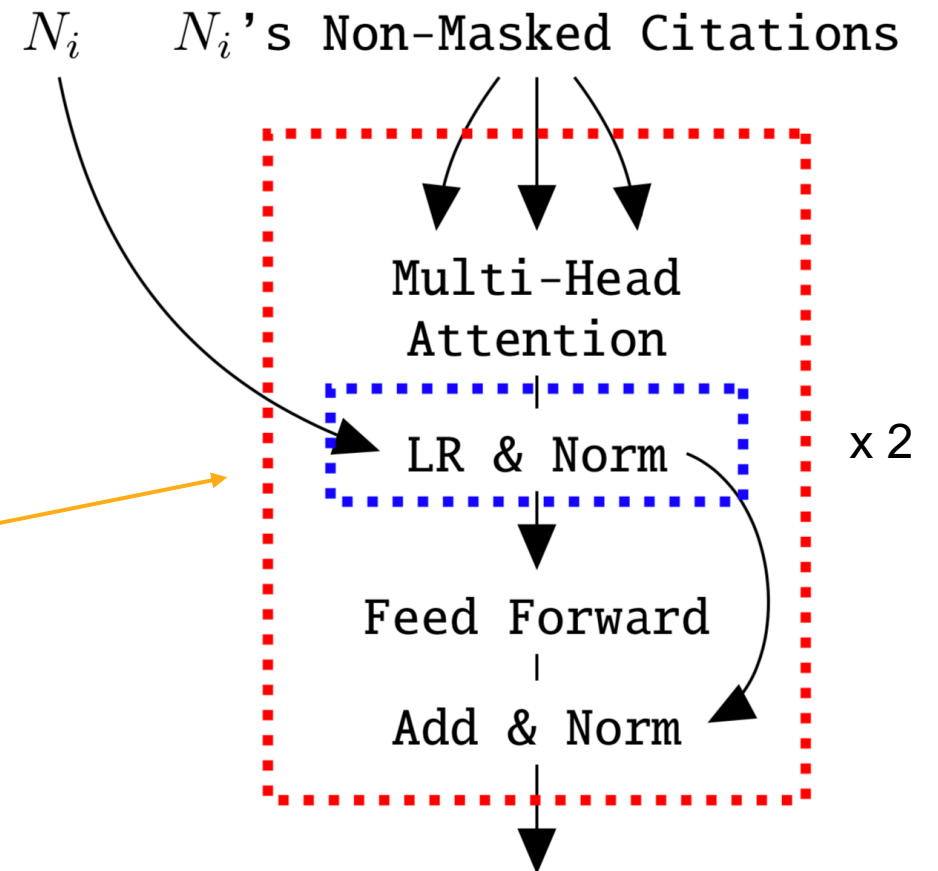 N_i N_i's Non-Masked Citations
Multi-Head
Attention
LR & Norm
x 2
Feed Forward
Add & Norm